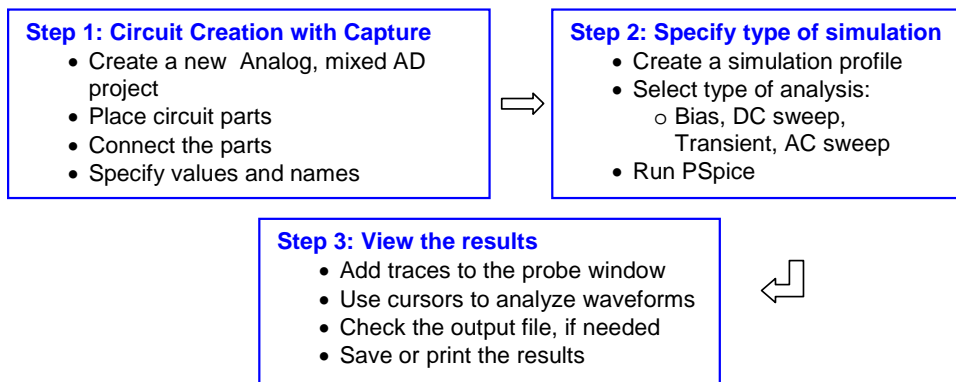 Step 1: Circuit Creation with Capture
• Create a new Analog, mixed AD
project
• Place circuit parts
• Connect the parts
• Specify values and names
Step 2: Specify type of simulation
• Create a simulation profile
• Select type of analysis:
o Bias, DC sweep,
Transient, AC sweep
• Run PSpice
Step 3: View the results
• Add traces to the probe window
• Use cursors to analyze waveforms
• Check the output file, if needed
• Save or print the results